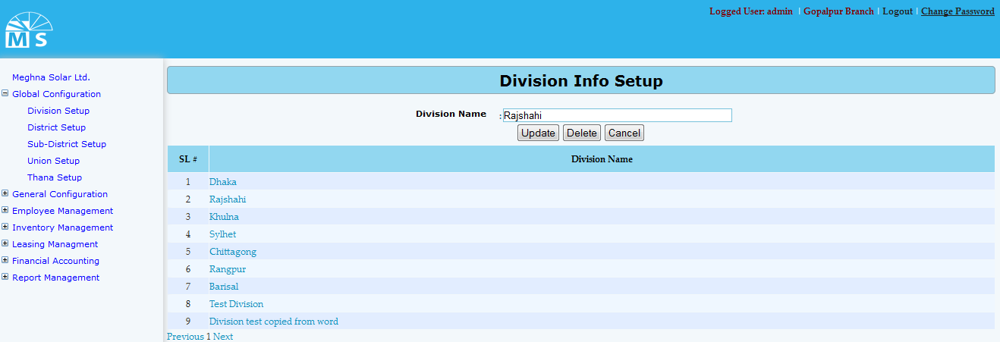 Logged User: admin | Gopalpur Branch | Logout | Change Password
MS
Meghna Solar Ltd.
Global Configuration
Division Setup
District Setup
Sub-District Setup
Union Setup
Thana Setup
General Configuration
Employee Management
Inventory Management
Leasing Managment
Financial Accounting
Report Management
Division Info Setup
Division Name :Rajshahi
Update Delete Cancel
SL # Division Name
1 Dhaka
2 Rajshahi
3 Khulna
4 Sylhet
5 Chittagong
6 Rangpur
7 Barisal
8 Test Division
9 Division test copied from word
Previous 1 Next